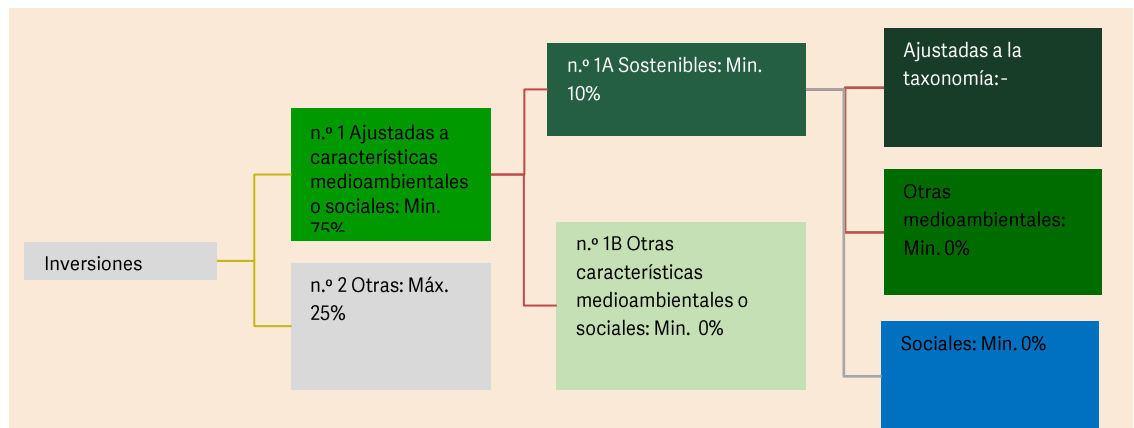 Inversiones
n.º 1 Ajustadas a
características
medioambientales
o sociales: Min.
75%
n.º 2 Otras: Máx.
25%
n.º 1A Sostenibles: Min.
10%
n.º 1B Otras
características
medioambientales o
sociales: Min. 0%
Ajustadas a la
taxonomía:-
Otras
medioambientales:
Min. 0%
Sociales: Min. 0%